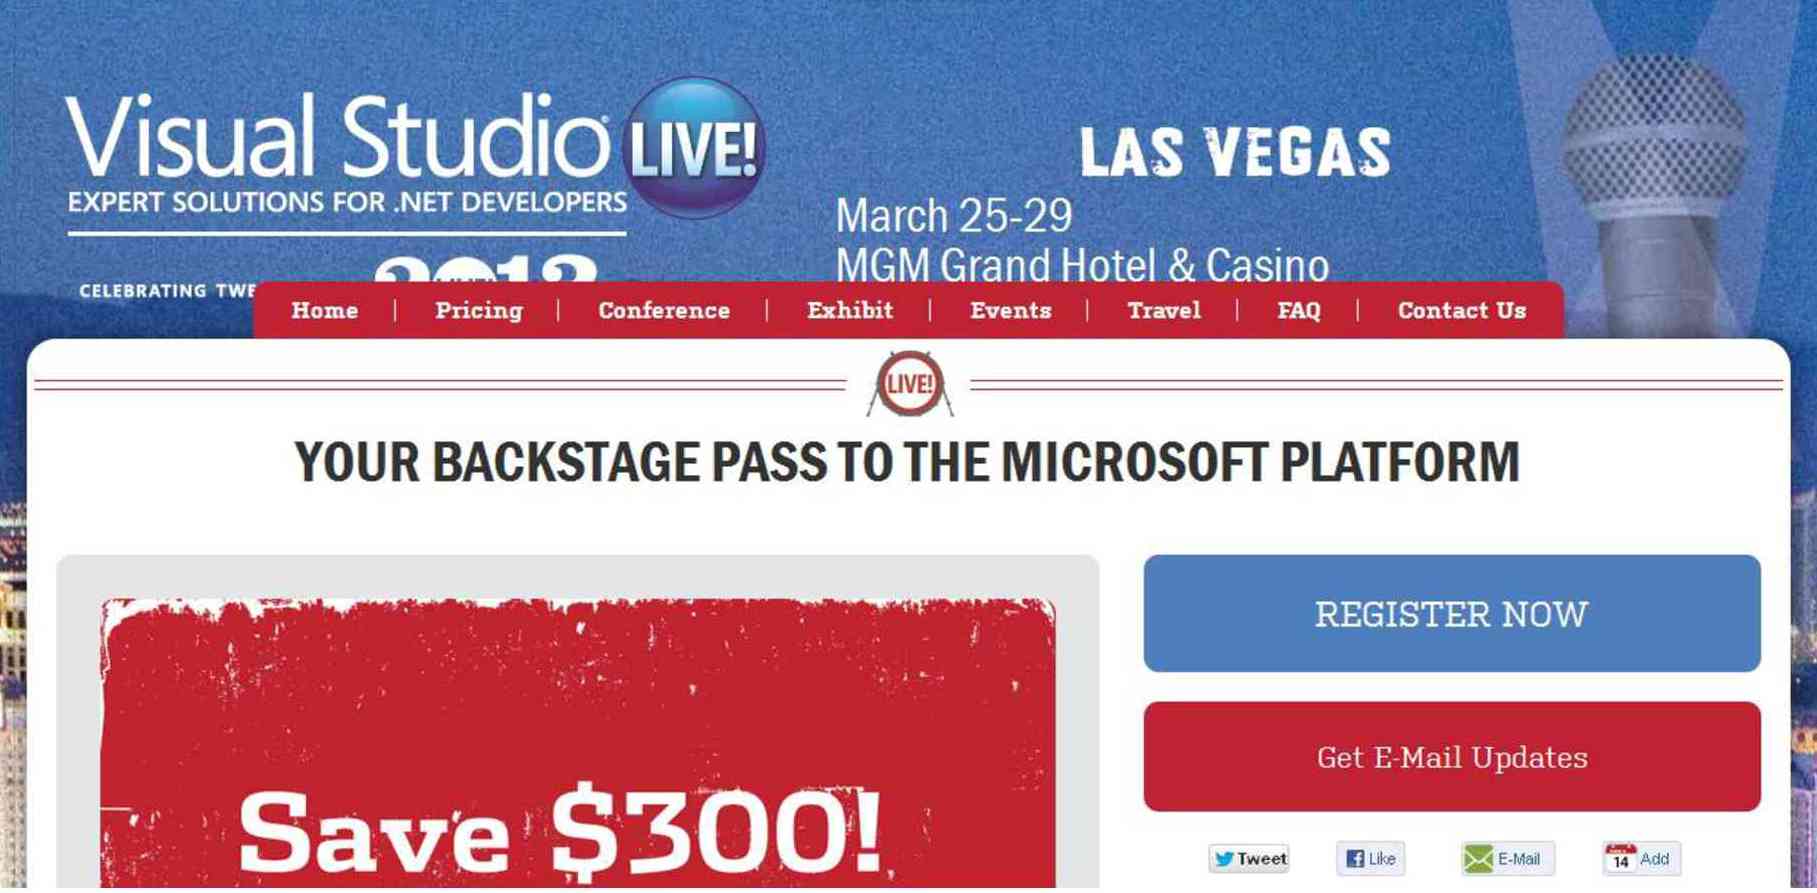 Visual Studio LIVE!
EXPERT SOLUTIONS FOR .NET DEVELOPERS
CELEBRATING
LAS VEGAS
March 25-29
MGM Grand Hotel & Casino
Home | Pricing | Conference | Exhibit | Events | Travel | FAQ | Contact Us
LIVE!
YOUR BACKSTAGE PASS TO THE MICROSOFT PLATFORM
Save $300!
REGISTER NOW
Get E-Mail Updates
Tweet Like E-Mail 14 Add